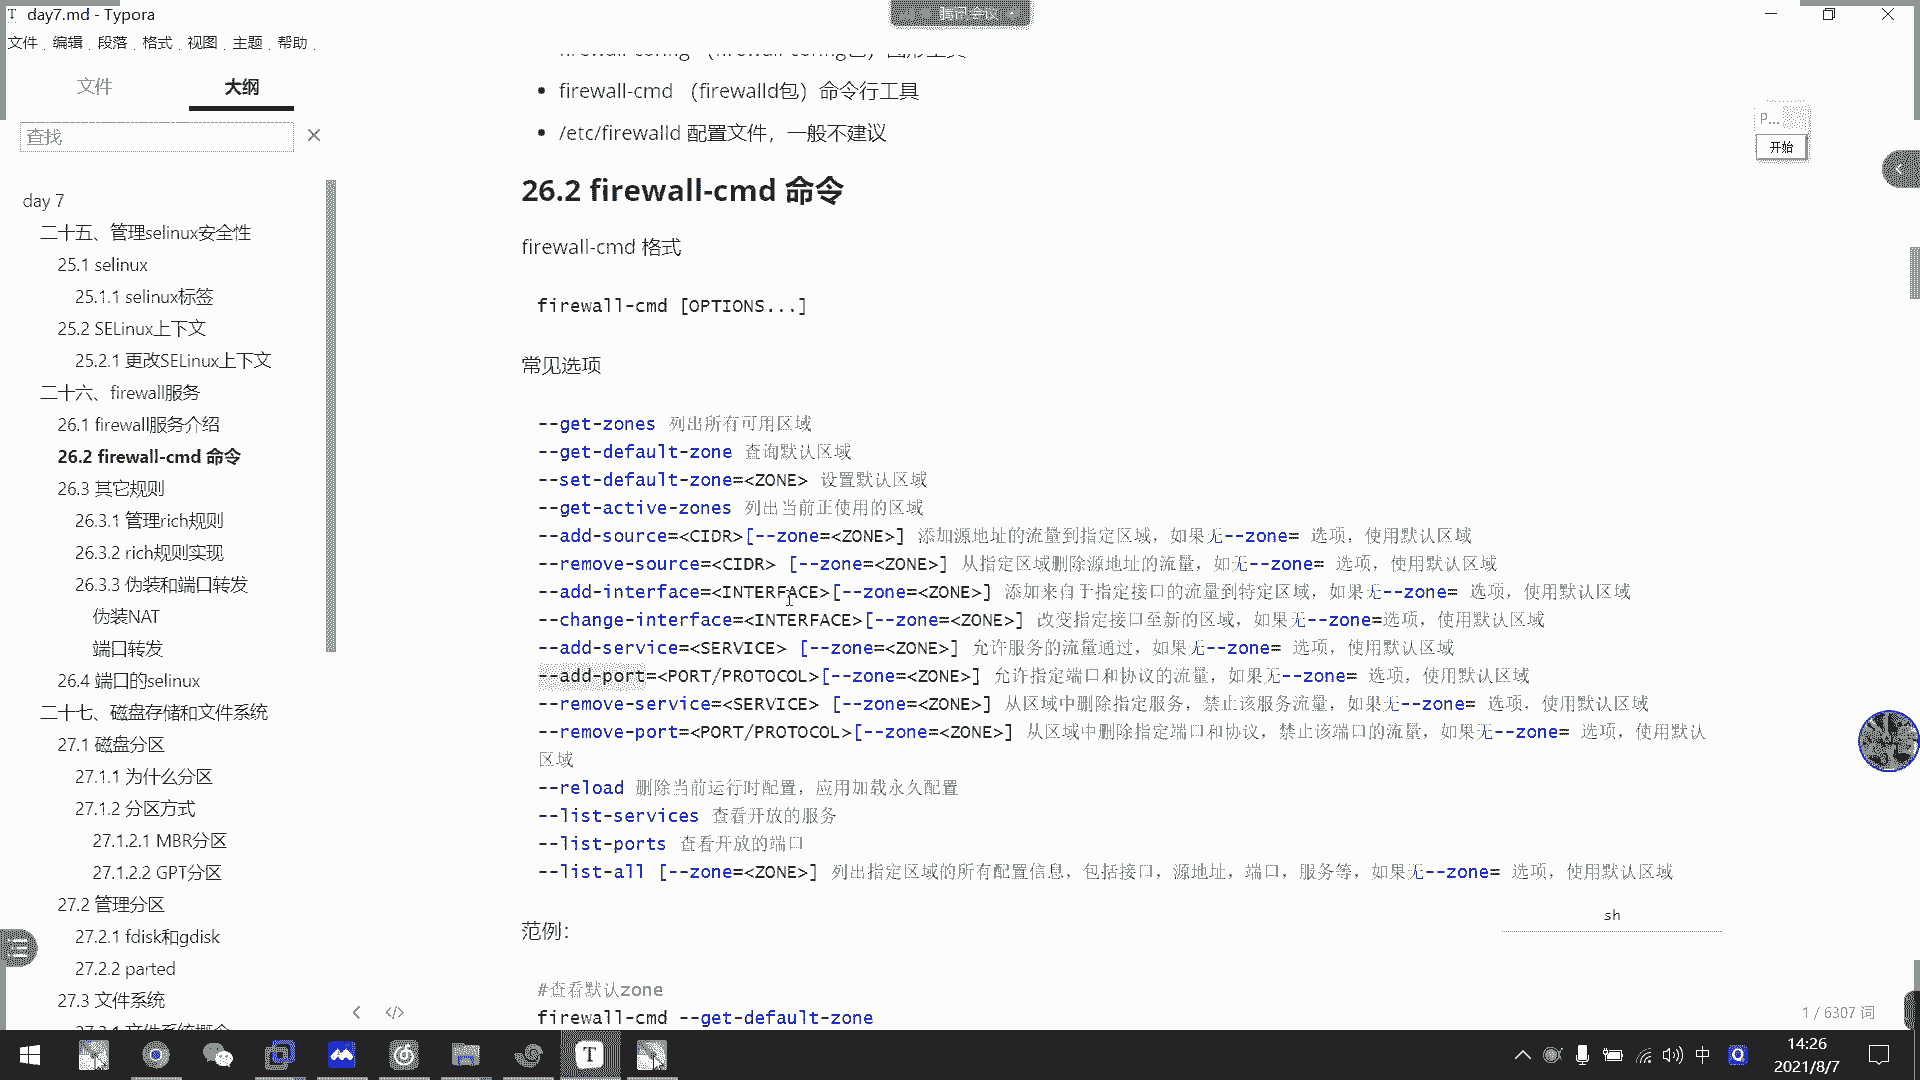 day7.md - Typora
腾讯会议
文件 编辑 段落 格式 视图 主题 帮助
文件 大纲
查找
day 7
二十五、管理selinux安全性
25.1 selinux
25.1.1 selinux标签
25.2 SELinux上下文
25.2.1 更改SELinux上下文
二十六、firewall服务
26.1 firewall服务介绍
26.2 firewall-cmd 命令
26.3 其它规则
26.3.1 管理rich规则
26.3.2 rich规则实现
26.3.3 伪装和端口转发
伪装NAT
端口转发
26.4 端口的selinux
二十七、磁盘存储和文件系统
27.1 磁盘分区
27.1.1 为什么分区
27.1.2 分区方式
27.1.2.1 MBR分区
27.1.2.2 GPT分区
27.2 管理分区
27.2.1 fdisk和gdisk
27.2.2 parted
27.3 文件系统
27.3.1 文件系统概念
• firewall-cmd （firewalld包）命令行工具
• /etc/firewalld 配置文件，一般不建议
26.2 firewall-cmd 命令
firewall-cmd 格式
firewall-cmd [OPTIONS...]
常见选项
--get-zones 列出所有可用区域
--get-default-zone 查询默认区域
--set-default-zone=<ZONE> 设置默认区域
--get-active-zones 列出当前正使用的区域
--add-source=<CIDR>[--zone=<ZONE>] 添加源地址的流量到指定区域，如果无--zone= 选项，使用默认区域
--remove-source=<CIDR> [--zone=<ZONE>] 从指定区域删除源地址的流量，如无--zone= 选项，使用默认区域
--add-interface=<INTERFACE>[--zone=<ZONE>] 添加来自于指定接口的流量到特定区域，如果无--zone= 选项，使用默认区域
--change-interface=<INTERFACE>[--zone=<ZONE>] 改变指定接口至新的区域，如果无--zone=选项，使用默认区域
--add-service=<SERVICE> [--zone=<ZONE>] 允许服务的流量通过，如果无--zone= 选项，使用默认区域
--add-port=<PORT/PROTOCOL>[--zone=<ZONE>] 允许指定端口和协议的流量，如果无--zone= 选项，使用默认区域
--remove-service=<SERVICE> [--zone=<ZONE>] 从区域中删除指定服务，禁止该服务流量，如果无--zone= 选项，使用默认区域
--remove-port=<PORT/PROTOCOL>[--zone=<ZONE>] 从区域中删除指定端口和协议，禁止该端口的流量，如果无--zone= 选项，使用默认
区域
--reload 删除当前运行时配置，应用加载永久配置
--list-services 查看开放的服务
--list-ports 查看开放的端口
--list-all [--zone=<ZONE>] 列出指定区域的所有配置信息，包括接口，源地址，端口，服务等，如果无--zone= 选项，使用默认区域
sh
范例：
#查看默认zone
firewall-cmd --get-default-zone
P...
开始
1 / 6307 词
中
14:26
2021/8/7